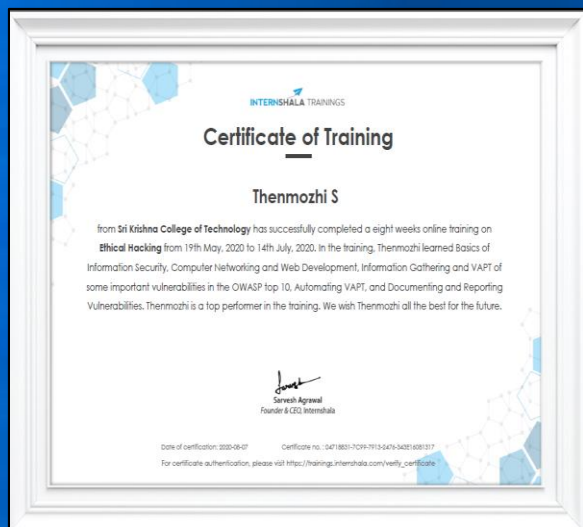 INTERNSHALA TRAININGS
Certificate of Training
Thenmozhi S
from Sri Krishna College of Technology has successfully completed a eight weeks online training on
Ethical Hacking from 19th May, 2020 to 14th July, 2020. In the training, Thenmozhi learned Basics of
Information Security, Computer Networking and Web Development, Information Gathering and VAPT of
some important vulnerabilities in the OWASP top 10, Automating VAPT, and Documenting and Reporting
Vulnerabilities. Thenmozhi is a top performer in the training. We wish Thenmozhi all the best for the future.
Sarvesh Agrawal
Founder & CEO, Internshala
Date of certification: 2020-08-07 Certificate no. :
For certificate authentication, please visit https://trainings.internshala.com/verify_certificate